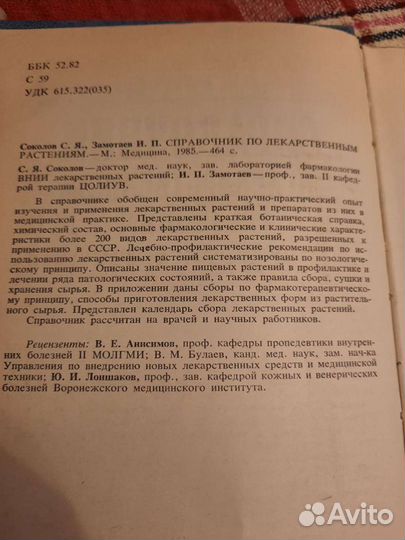 ББК 52.82
С 59
УДК 615.322(035)
Соколов С. Я., Замотаев И. П. СПРАВОЧНИК ПО ЛЕКАРСТВЕННЫМ
РАСТЕНИЯМ.— М.: Медицина, 1985.—464 с.
С. Я. Соколов—доктор мед. наук, зав. лабораторией фармакологии
ВНИИ лекарственных растений; И. П. Замотаев—проф., зав. II кафед-
рой терапии ЦОЛИУВ.
В справочнике обобщен современный научно-практический опыт
изучения и применения лекарственных растений и препаратов из них в
медицинской практике. Представлены краткая ботаническая справка,
химический состав, основные фармакологические и клинические характе-
ристики более 200 видов лекарственных растений, разрешенных к
применению в СССР. Лечебно-профилактические рекомендации по ис-
пользованию лекарственных растений систематизированы по нозологиче-
скому принципу. Описаны значение пищевых растений в профилактике и
лечении ряда патологических состояний, а также правила сбора, сушки и
хранения сырья. В приложении даны сборы по фармакотерапевтическо-
му принципу, способы приготовления лекарственных форм из раститель-
ного сырья. Представлен календарь сбора лекарственных растений.
Справочник рассчитан на врачей и научных работников.
Рецензенты: В. Е. Анисимов, проф. кафедры пропедевтики внутрен-
них болезней II МОЛГМИ; В. М. Булаев, канд. мед. наук, зам. нач-ка
Управления по внедрению новых лекарственных средств и медицинской
техники; Ю. И. Лоншаков, проф., зав. кафедрой кожных и венерических
болезней Воронежского медицинского института.
Avito